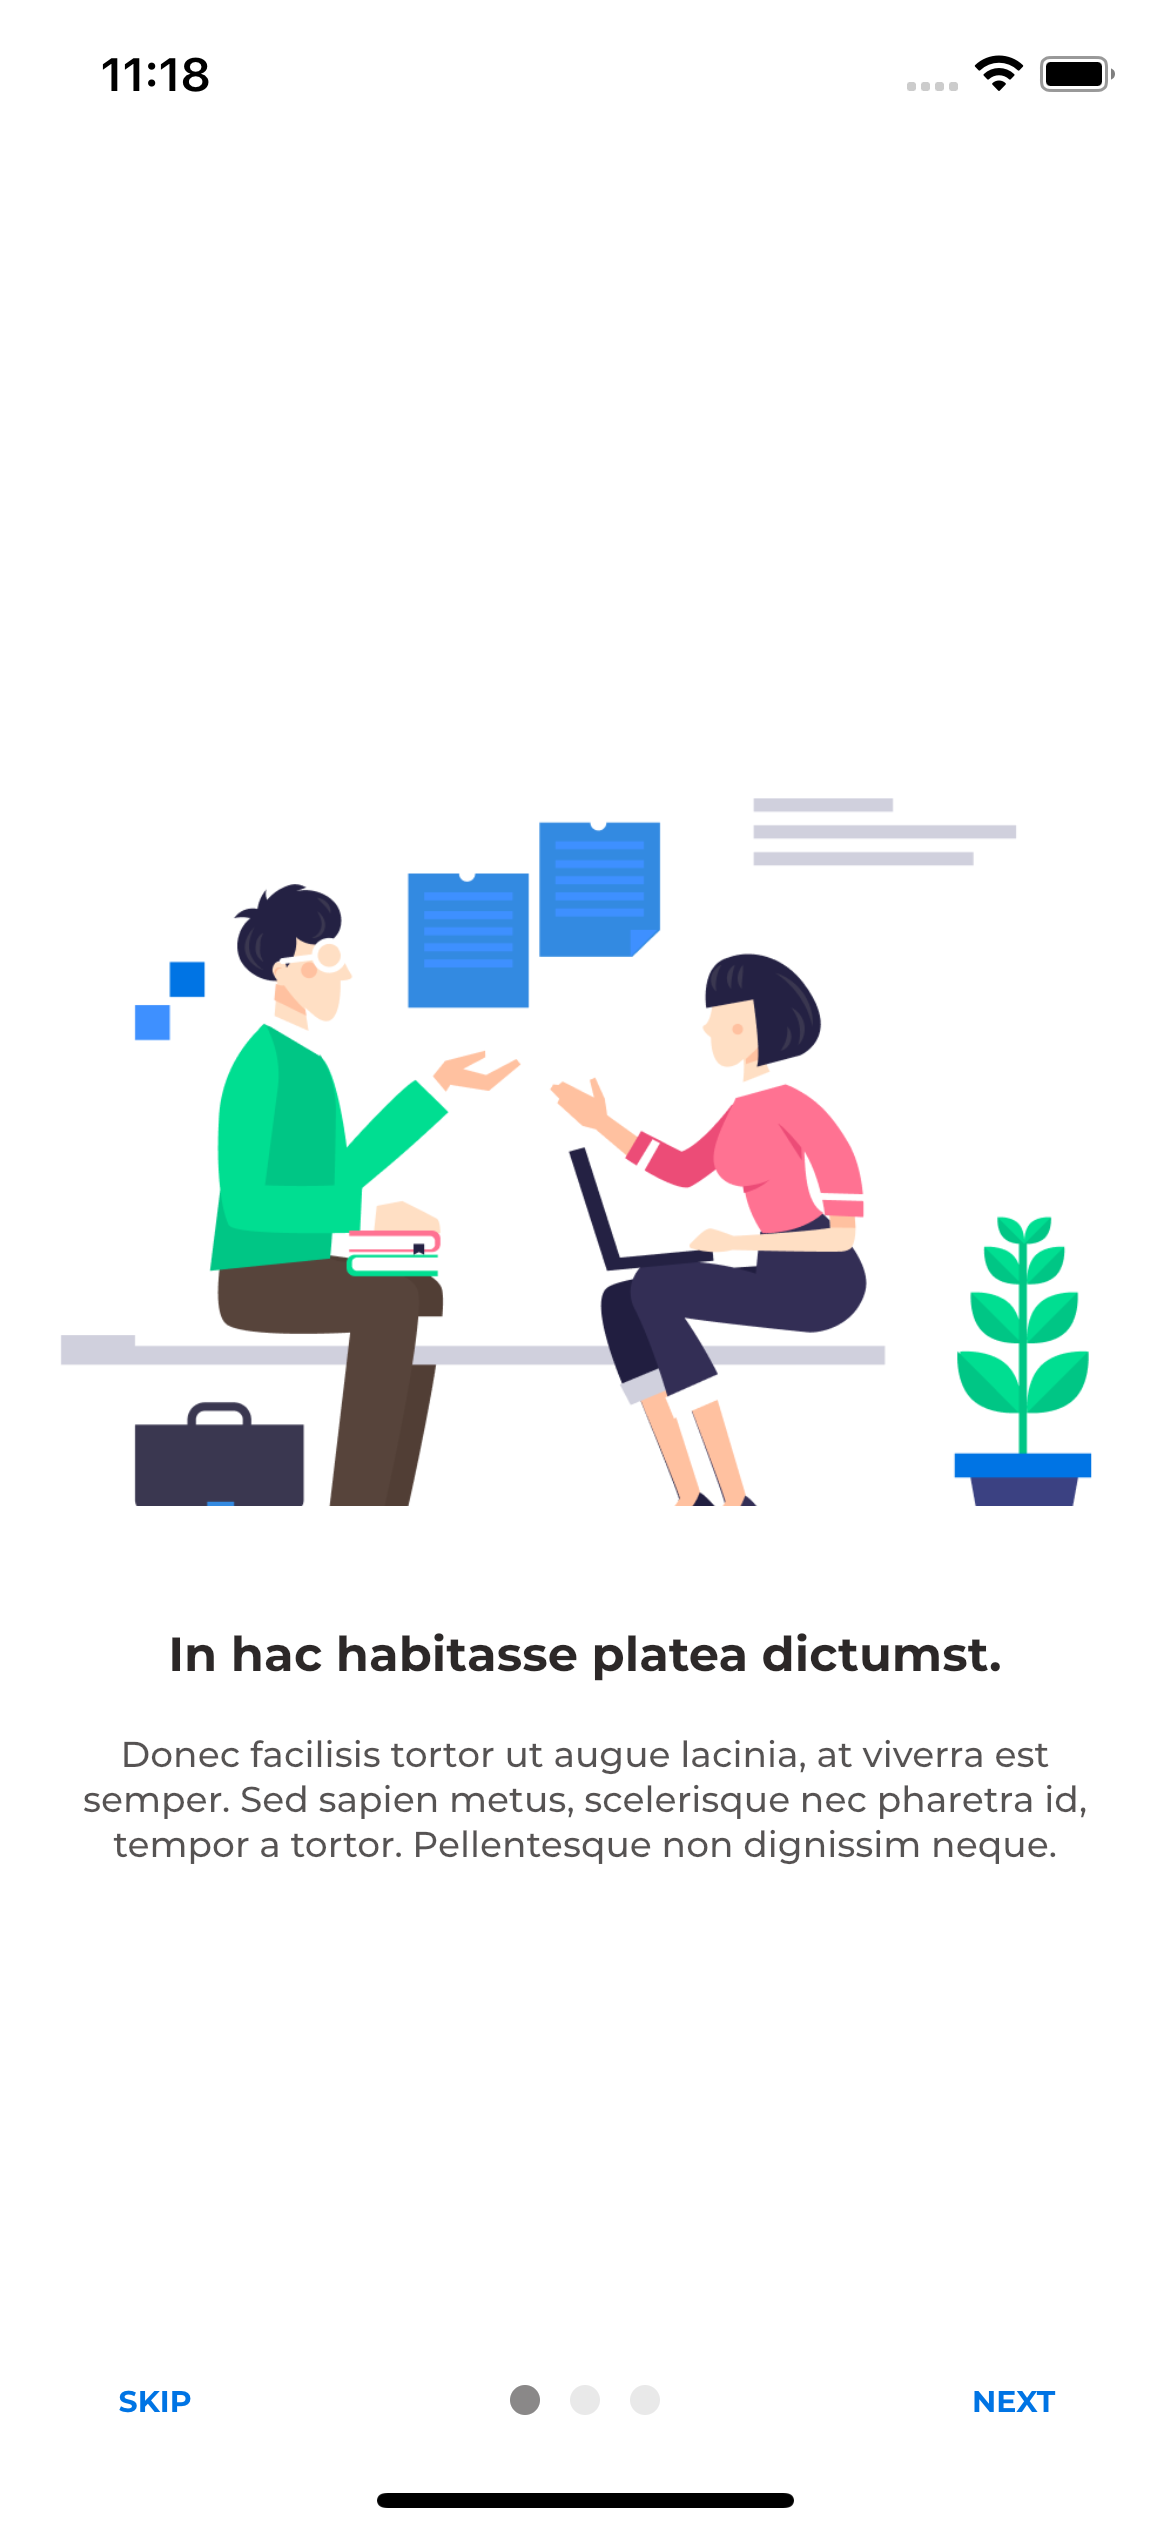 11:18
In hac habitasse platea dictumst.
Donec facilisis tortor ut augue lacinia, at viverra est
semper. Sed sapien metus, scelerisque nec pharetra id,
tempor a tortor. Pellentesque non dignissim neque.
SKIP
NEXT